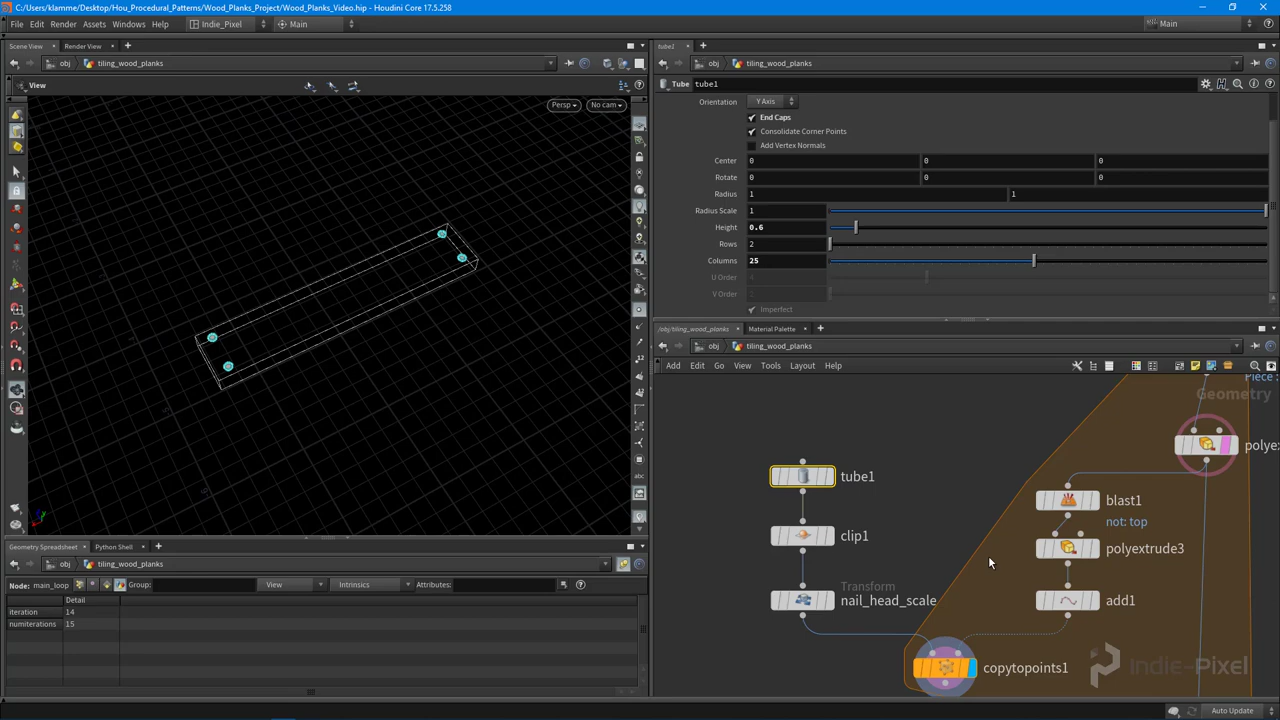 C:/Users/klamme/Desktop/Hou_Procedural_Patterns/Wood_Planks_Project/Wood_Planks_Video.hip - Houdini Core 17.5.258
File Edit Render Assets Windows Help Indie_Pixel Main Main
Scene View Render View
obj tiling_wood_planks
View
Persp No cam
abc
tube1
obj tiling_wood_planks
Tube tube1
Orientation Y Axis
End Caps
Consolidate Corner Points
Add Vertex Normals
Center 0 0 0
Rotate 0 0 0
Radius 1 1
Radius Scale 1
Height 0.6
Rows 2
Columns 25
U Order 4
V Order
Imperfect
/obj/tiling_wood_planks Material Palette
obj tiling_wood_planks
Add Edit Go View Tools Layout Help
Piece :
Geometry
polyex
tube1
blast1
not: top
clip1
polyextrude3
Transform
nail_head_scale
add1
copytopoints1
Indie-Pixel
Geometry Spreadsheet Python Shell
obj tiling_wood_planks
Node: main_loop Group: View Intrinsics Attributes:
Detail
iteration 14
numiterations 15
Auto Update